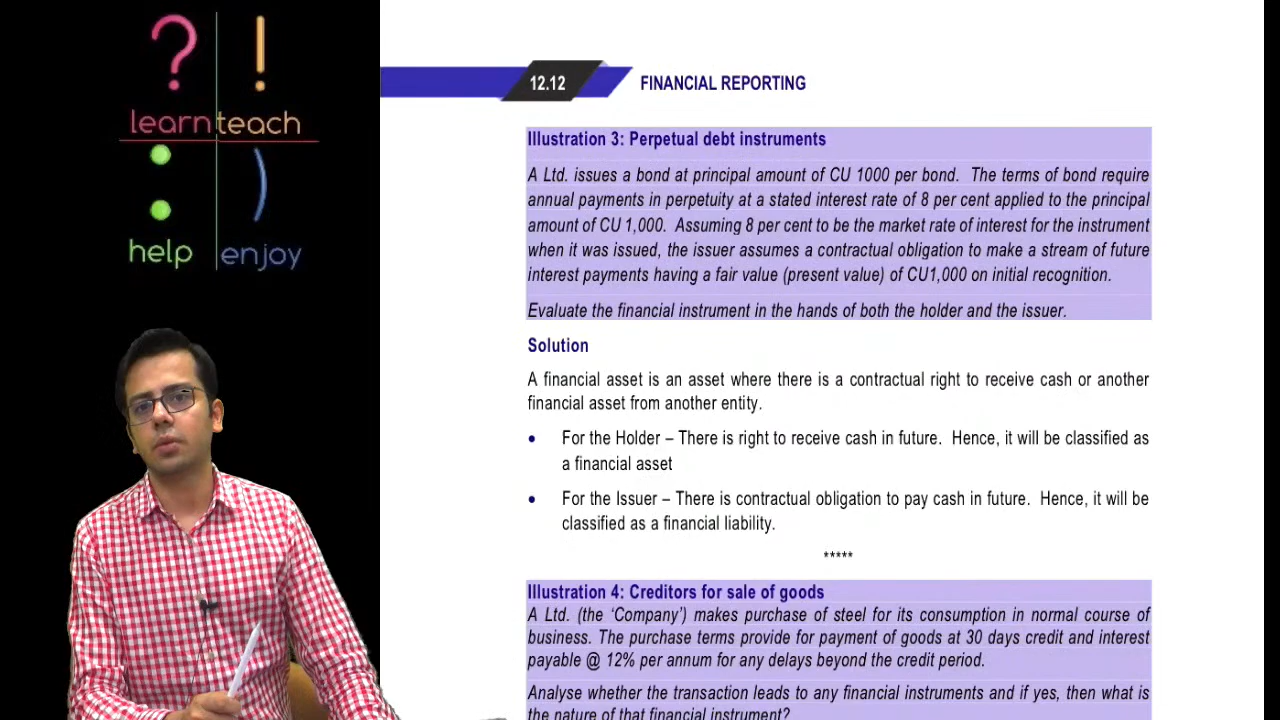 ? !
learn teach
: )
help enjoy
12.12 FINANCIAL REPORTING
Illustration 3: Perpetual debt instruments
A Ltd. issues a bond at principal amount of CU 1000 per bond. The terms of bond require
annual payments in perpetuity at a stated interest rate of 8 per cent applied to the principal
amount of CU 1,000. Assuming 8 per cent to be the market rate of interest for the instrument
when it was issued, the issuer assumes a contractual obligation to make a stream of future
interest payments having a fair value (present value) of CU1,000 on initial recognition.
Evaluate the financial instrument in the hands of both the holder and the issuer.
Solution
A financial asset is an asset where there is a contractual right to receive cash or another
financial asset from another entity.
• For the Holder – There is right to receive cash in future. Hence, it will be classified as
a financial asset
• For the Issuer – There is contractual obligation to pay cash in future. Hence, it will be
classified as a financial liability.
*****
Illustration 4: Creditors for sale of goods
A Ltd. (the ‘Company’) makes purchase of steel for its consumption in normal course of
business. The purchase terms provide for payment of goods at 30 days credit and interest
payable @ 12% per annum for any delays beyond the credit period.
Analyse whether the transaction leads to any financial instruments and if yes, then what is
the nature of that financial instrument?